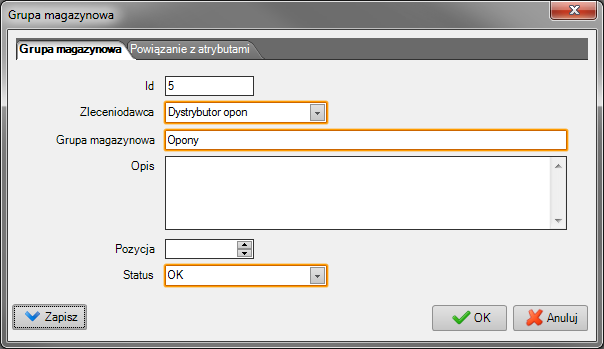 Grupa magazynowa
Grupa magazynowa Powiązanie z atrybutami
Id 5
Zleceniodawca Dystrybutor opon
Grupa magazynowa Opony
Opis
Pozycja
Status OK
Zapisz OK Anuluj